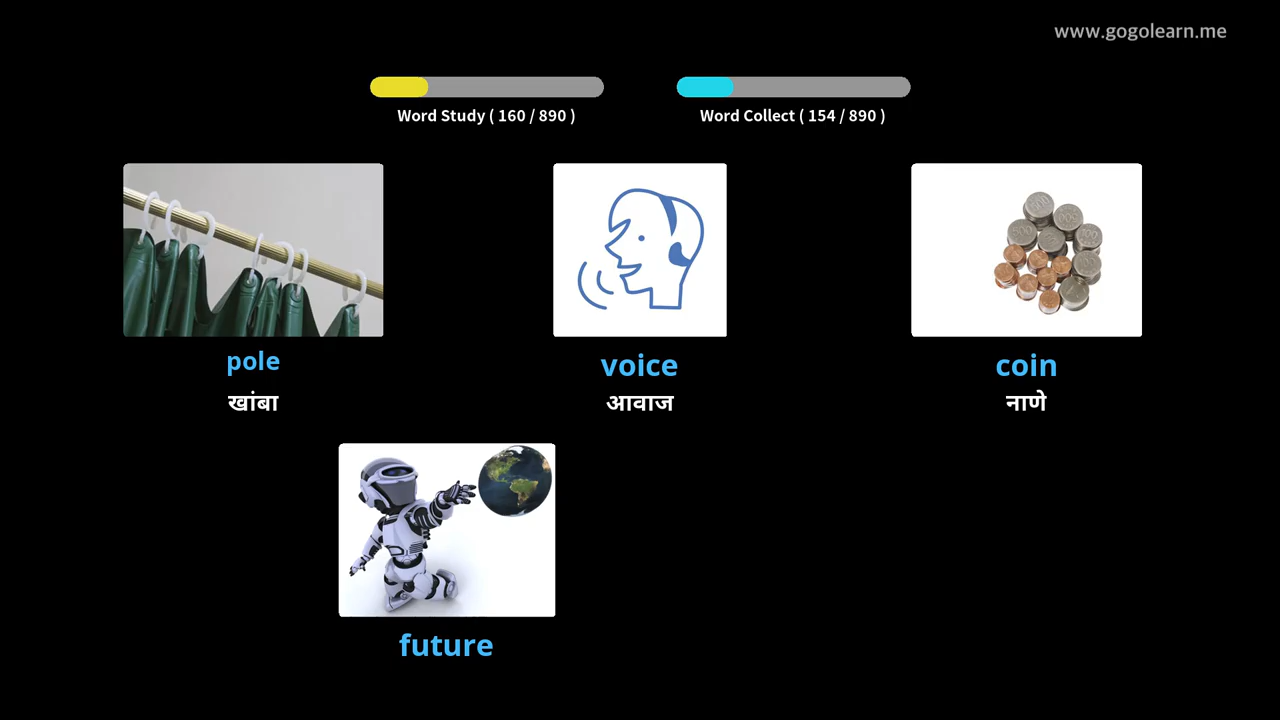 www.gogolearn.me
Word Study ( 160 / 890 )
Word Collect ( 154 / 890 )
pole
खांबा
voice
आवाज
coin
नाणे
future